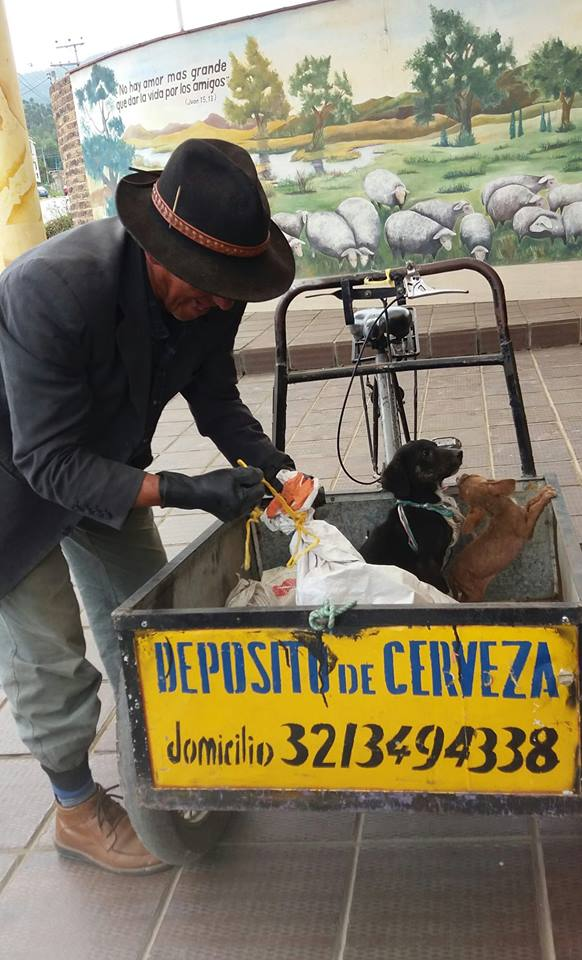 "No hay amor mas grande
que dar la vida por los amigos"
(Juan 15,13)
DEPOSITO DE CERVEZA
domicilio 3213494338